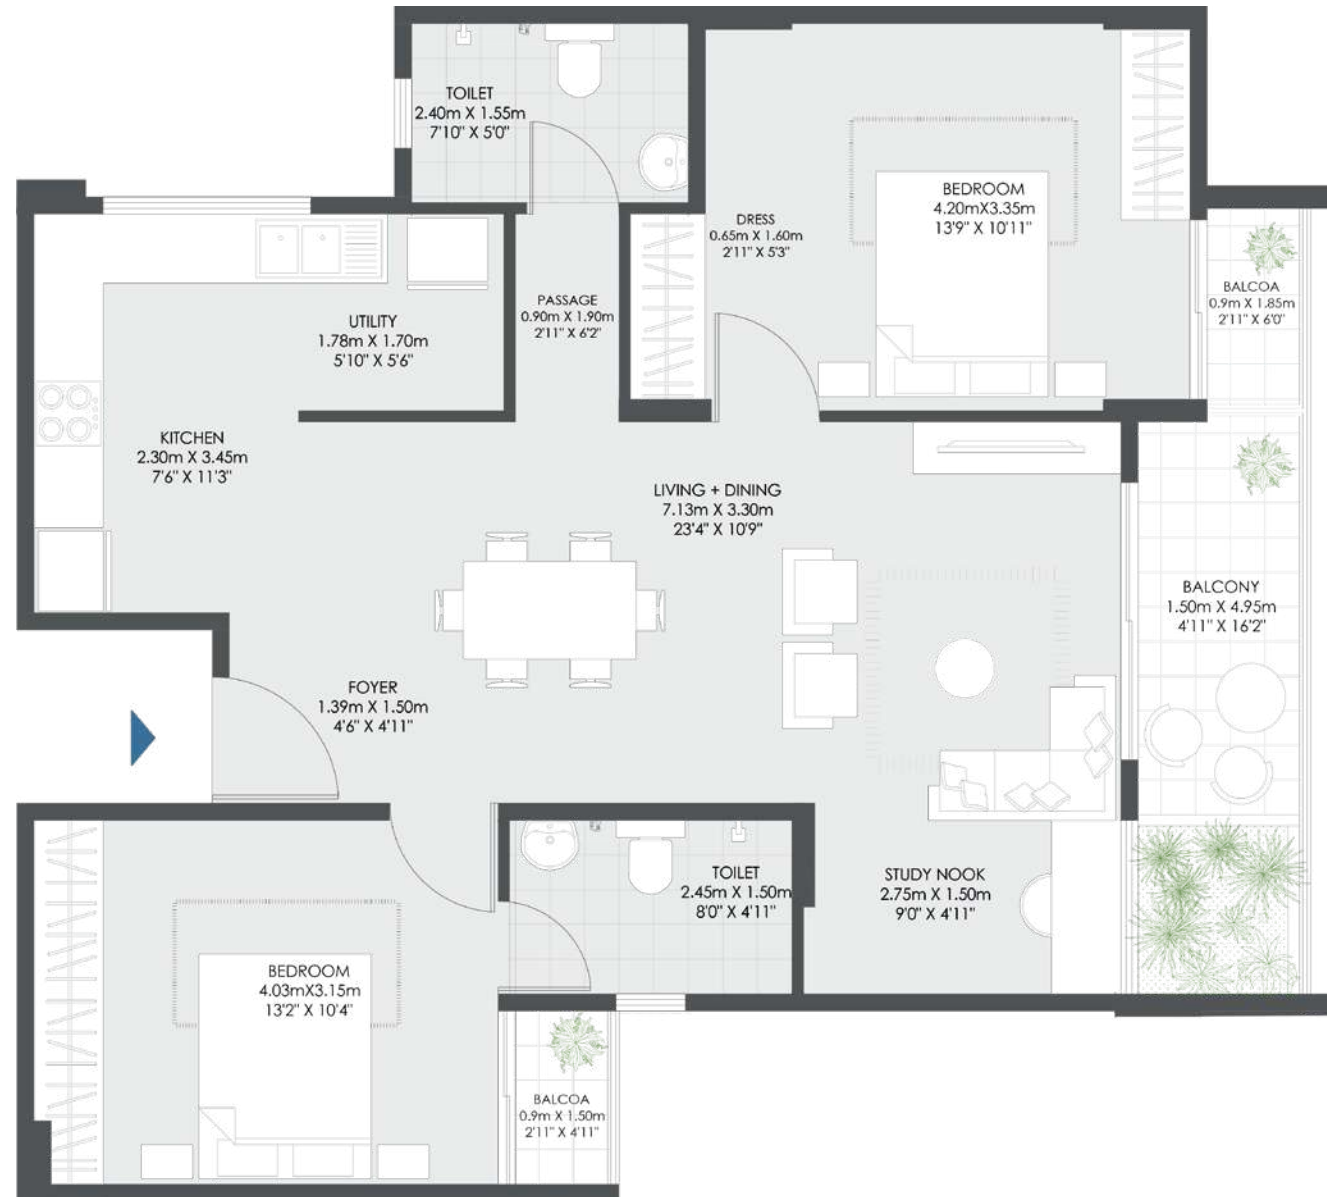 TOILET
2.40m X 1.55m
7'10" X 5'0"
BEDROOM
4.20mX3.35m
13'9" X 10'11"
DRESS
0.65m X 1.60m
2'11" X 5'3"
BALCOA
0.9m X 1.85m
2'11" X 6'0"
PASSAGE
0.90m X 1.90m
2'11" X 6'2"
UTILITY
1.78m X 1.70m
5'10" X 5'6"
KITCHEN
2.30m X 3.45m
7'6" X 11'3"
LIVING + DINING
7.13m X 3.30m
23'4" X 10'9"
BALCONY
1.50m X 4.95m
4'11" X 16'2"
FOYER
1.39m X 1.50m
4'6" X 4'11"
TOILET
2.45m X 1.50m
8'0" X 4'11"
STUDY NOOK
2.75m X 1.50m
9'0" X 4'11"
BEDROOM
4.03mX3.15m
13'2" X 10'4"
BALCOA
0.9m X 1.50m
2'11" X 4'11"